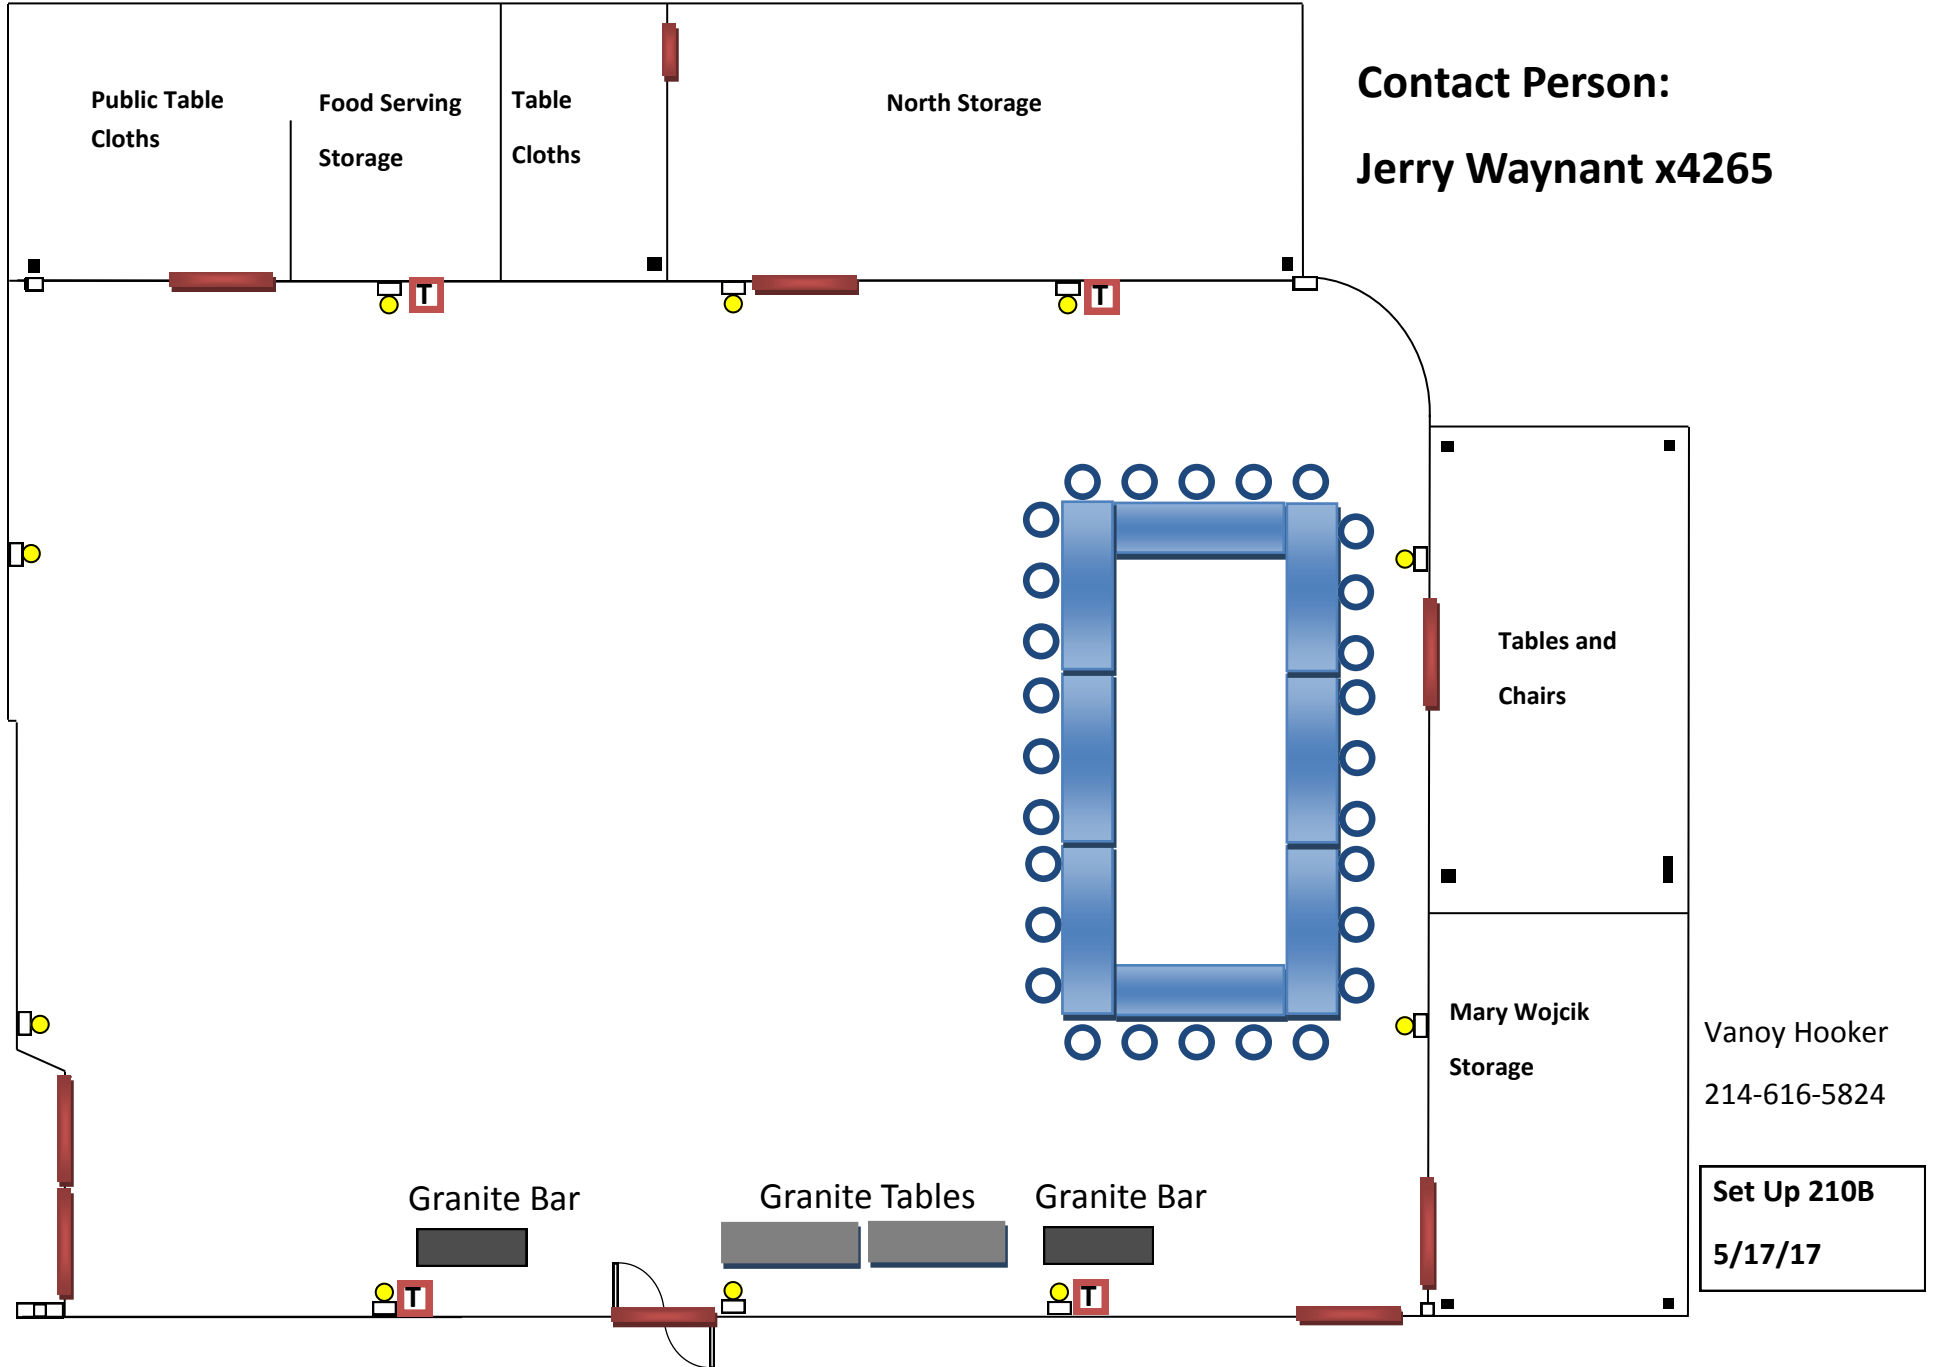 Contact Person:
Jerry Waynant x4265
Public Table
Cloths
Food Serving
Storage
Table
Cloths
North Storage
T
T
Tables and
Chairs
Mary Wojcik
Storage
Vanoy Hooker
214-616-5824
Granite Bar
Granite Tables
Granite Bar
Set Up 210B
5/17/17
T
T